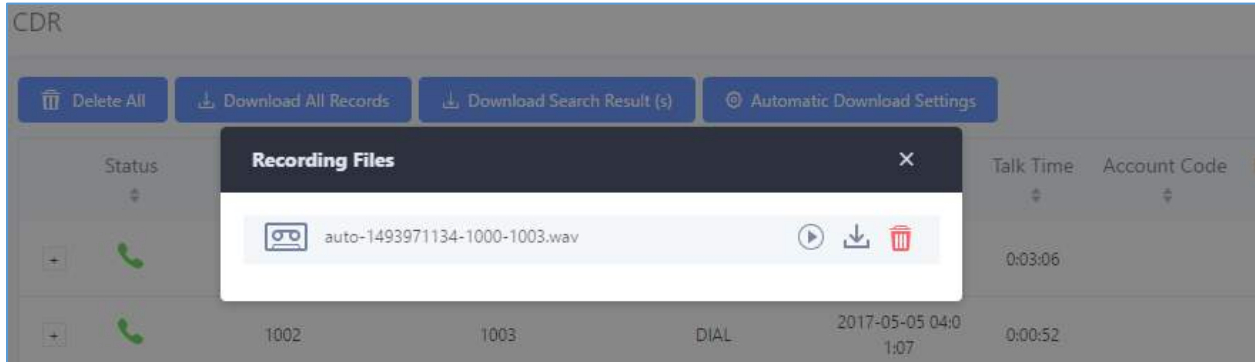 CDR
Delete All
Download All Records
Download Search Result (s)
Automatic Download Settings
Recording Files
Status
Talk Time
Account Code
auto-1493971134-1000-1003.wav
0:03:06
1002
1003
DIAL
2017-05-05 04:0
1:07
0:00:52